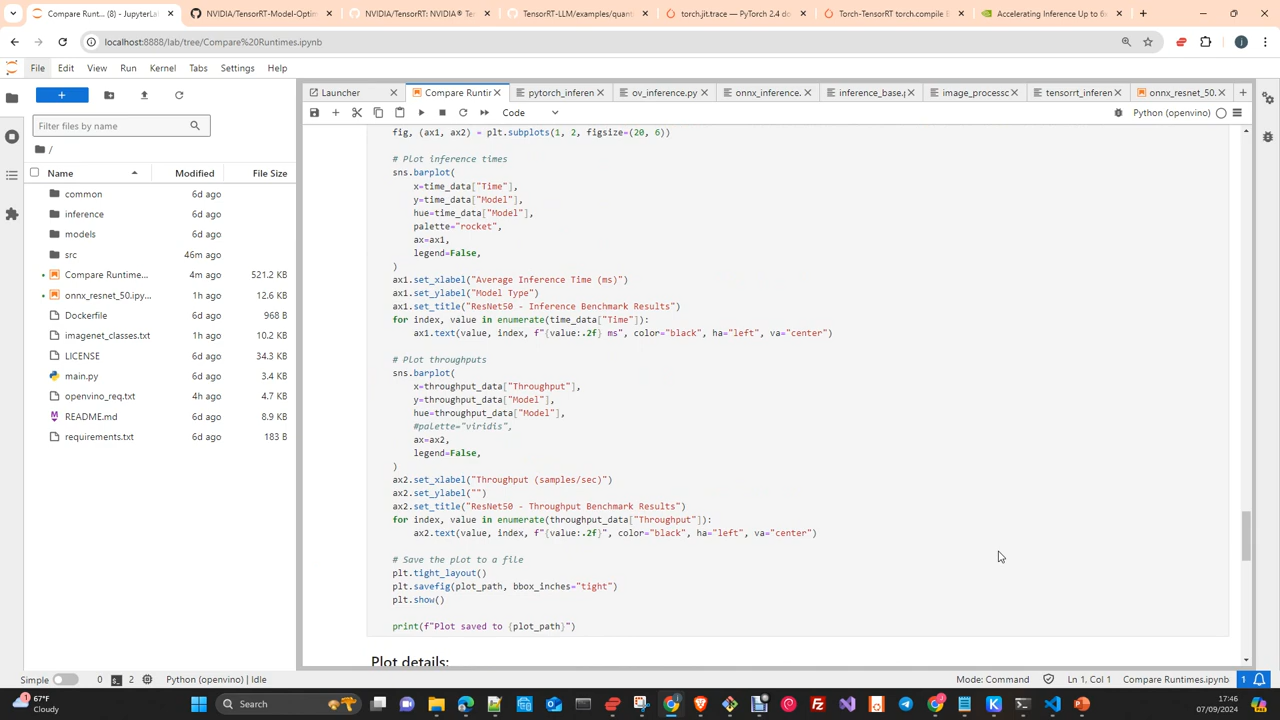 Compare Runt... (8) - JupyterLa
NVIDIA/TensorRT-Model-Optim
NVIDIA/TensorRT: NVIDIA® Te
TensorRT-LLM/examples/quan
torch.jit.trace — PyTorch 2.4 do
Torch-TensorRT torch.compile B
Accelerating Inference Up to 6x
localhost:8888/lab/tree/Compare%20Runtimes.ipynb
File Edit View Run Kernel Tabs Settings Help
Launcher
Compare Runtir
pytorch_inferen
ov_inference.py
onnx_inference.
inference_base.p
image_processc
tensorrt_inferen
onnx_resnet_50.
Code
Python (openvino)
Filter files by name
/
Name Modified File Size
common 6d ago
inference 6d ago
models 6d ago
src 46m ago
Compare Runtime... 4m ago 521.2 KB
onnx_resnet_50.ipy... 1h ago 12.6 KB
Dockerfile 6d ago 968 B
imagenet_classes.txt 6d ago 10.2 KB
LICENSE 6d ago 34.3 KB
main.py 6d ago 3.4 KB
openvino_req.txt 4h ago 4.7 KB
README.md 6d ago 8.9 KB
requirements.txt 6d ago 183 B
fig, (ax1, ax2) = plt.subplots(1, 2, figsize=(20, 6))
# Plot inference times
sns.barplot(
x=time_data["Time"],
y=time_data["Model"],
hue=time_data["Model"],
palette="rocket",
ax=ax1,
legend=False,
)
ax1.set_xlabel("Average Inference Time (ms)")
ax1.set_ylabel("Model Type")
ax1.set_title("ResNet50 - Inference Benchmark Results")
for index, value in enumerate(time_data["Time"]):
ax1.text(value, index, f"{value:.2f} ms", color="black", ha="left", va="center")
# Plot throughputs
sns.barplot(
x=throughput_data["Throughput"],
y=throughput_data["Model"],
hue=throughput_data["Model"],
#palette="viridis",
ax=ax2,
legend=False,
)
ax2.set_xlabel("Throughput (samples/sec)")
ax2.set_ylabel("")
ax2.set_title("ResNet50 - Throughput Benchmark Results")
for index, value in enumerate(throughput_data["Throughput"]):
ax2.text(value, index, f"{value:.2f}", color="black", ha="left", va="center")
# Save the plot to a file
plt.tight_layout()
plt.savefig(plot_path, bbox_inches="tight")
plt.show()
print(f"Plot saved to {plot_path}")
Plot details:
Simple 0 2 Python (openvino) | Idle Mode: Command Ln 1, Col 1 Compare Runtimes.ipynb 1
67°F
Cloudy
Search
17:46
07/09/2024